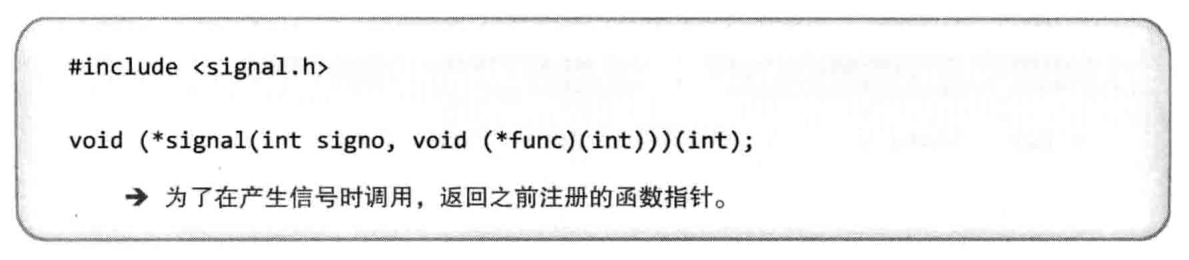 #include <signal.h>
void (*signal(int signo, void (*func)(int)))(int);
➔ 为了在产生信号时调用，返回之前注册的函数指针。